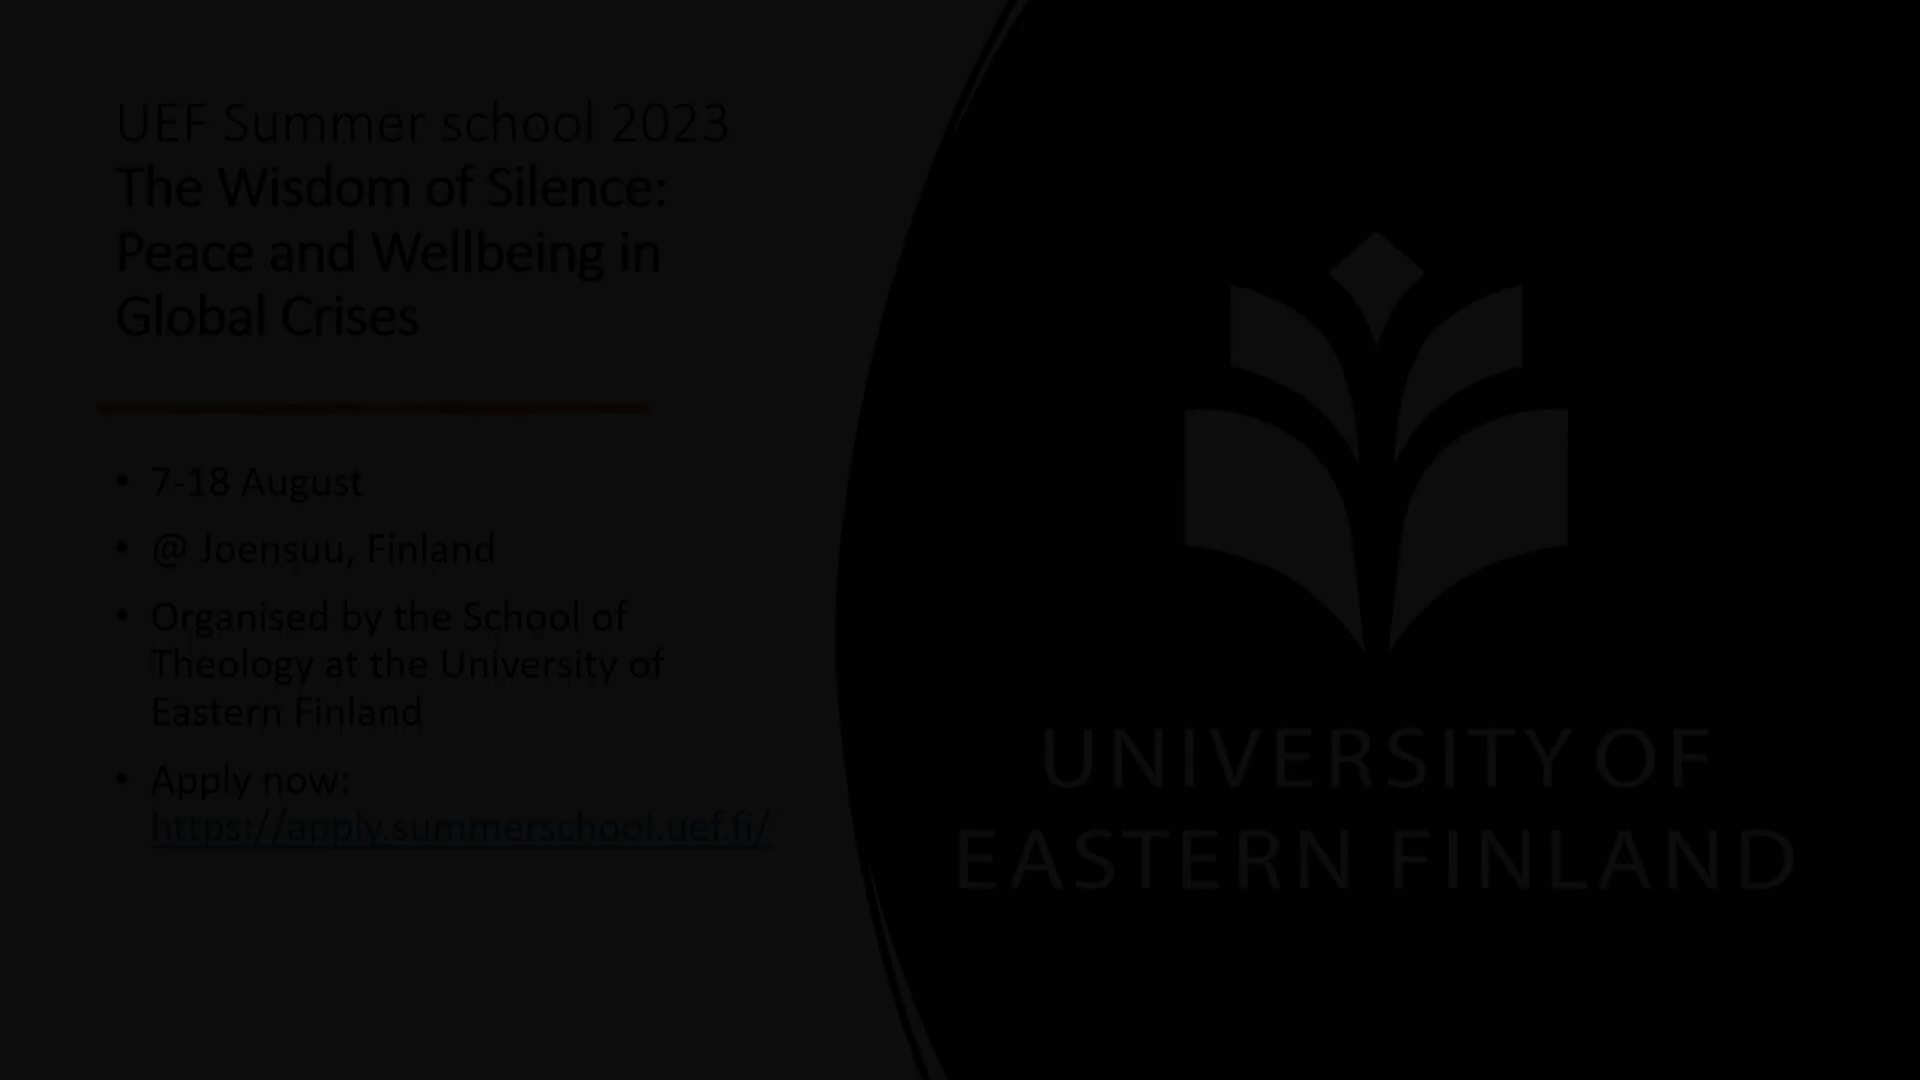 UEF Summer school 2023
The Wisdom of Silence:
Peace and Wellbeing in
Global Crises
• 7-18 August
• @ Joensuu, Finland
• Organised by the School of
Theology at the University of
Eastern Finland
• Apply now:
https://apply.summerschool.uef.fi/
UNIVERSITY OF
EASTERN FINLAND